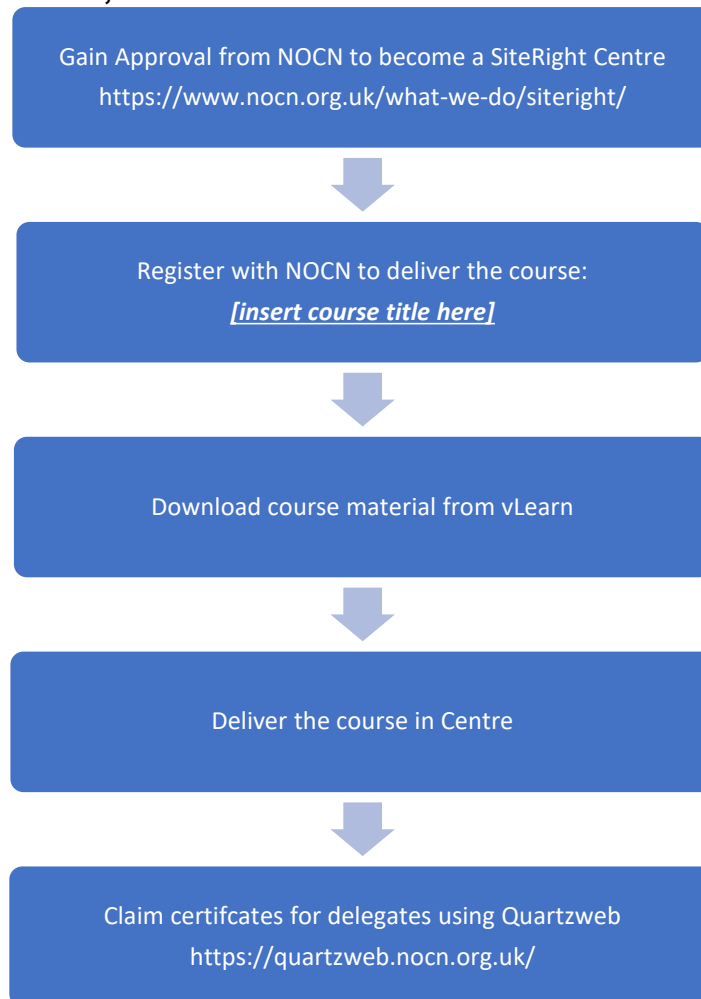 Gain Approval from NOCN to become a SiteRight Centre
https://www.nocn.org.uk/what-we-do/siteright/
Register with NOCN to deliver the course:
[insert course title here]
Download course material from vLearn
Deliver the course in Centre
Claim certifcates for delegates using Quartzweb
https://quartzweb.nocn.org.uk/